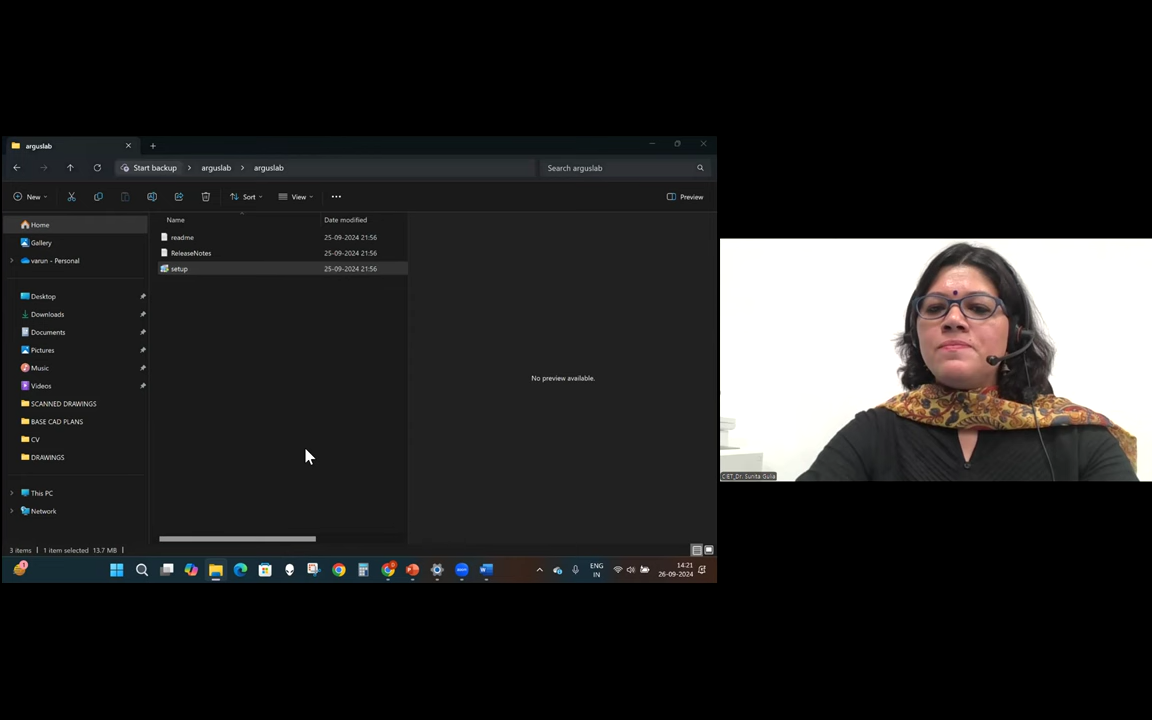 arguslab
Start backup > arguslab > arguslab
Search arguslab
New
Sort
View
Preview
Home
Gallery
varun - Personal
Desktop
Downloads
Documents
Pictures
Music
Videos
SCANNED DRAWINGS
BASE CAD PLANS
CV
DRAWINGS
This PC
Network
Name Date modified
readme 25-09-2024 21:56
ReleaseNotes 25-09-2024 21:56
setup 25-09-2024 21:56
No preview available.
3 items 1 item selected 13.7 MB
ENG
IN
14:21
26-09-2024
CIET_Dr. Sunita Gulia